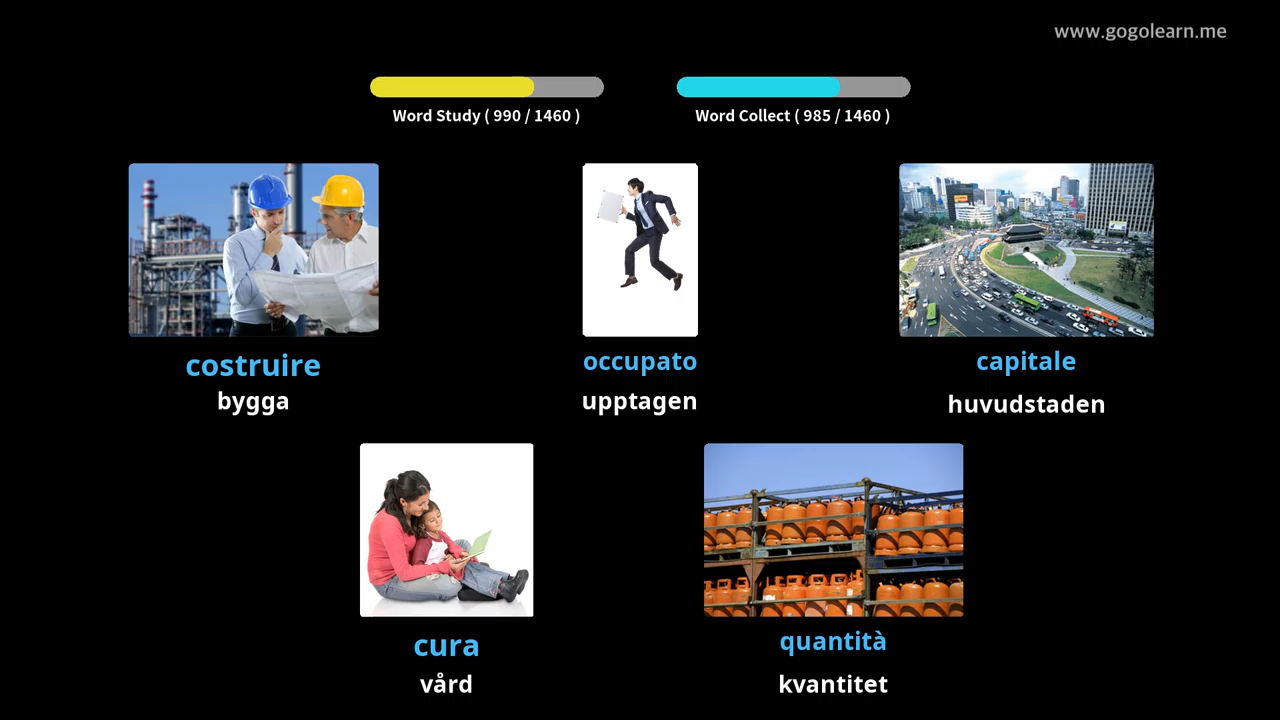 www.gogolearn.me
Word Study ( 990 / 1460 )
Word Collect ( 985 / 1460 )
costruire
bygga
occupato
upptagen
capitale
huvudstaden
cura
vård
quantità
kvantitet